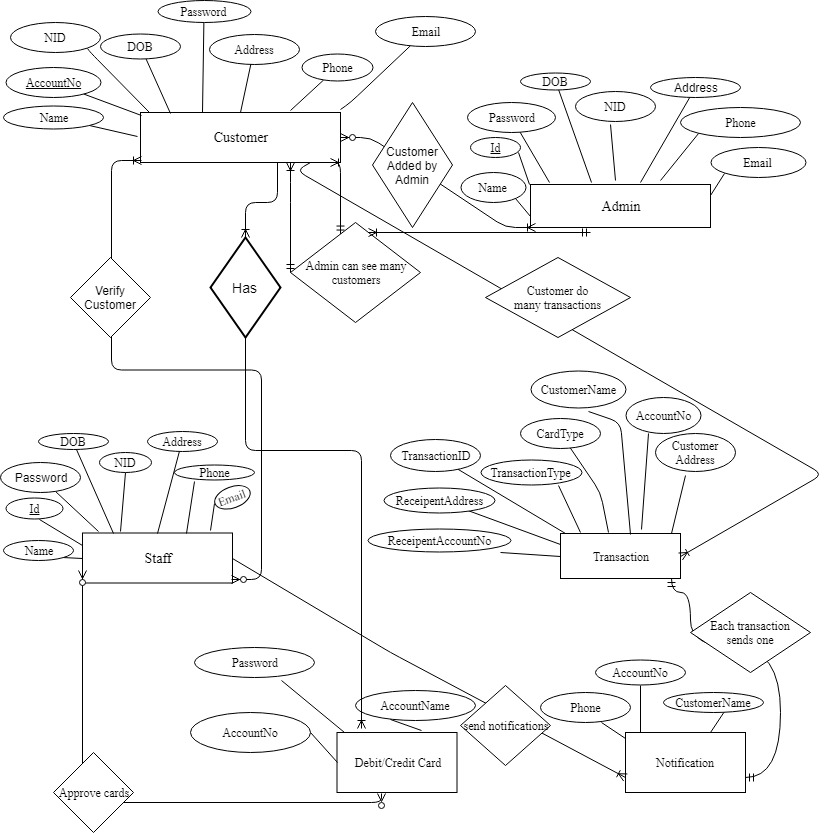 Password
NID
DOB
Address
Email
Phone
AccountNo
Name
Customer
Customer
Added by
Admin
DOB
Address
NID
Password
Phone
Id
Email
Name
Admin
Verify
Customer
Has
Admin can see many
customers
Customer do
many transactions
CustomerName
AccountNo
CardType
Customer
Address
TransactionID
TransactionType
ReceipentAddress
ReceipentAccountNo
Transaction
DOB
Address
NID
Phone
Password
Email
Id
Name
Staff
Each transaction
sends one
Password
AccountNo
AccountName
Debit/Credit Card
send notifications
AccountNo
Phone
CustomerName
Notification
Approve cards